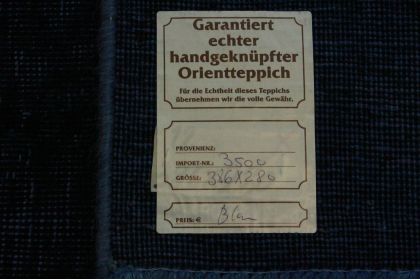 Garantiert
echter
handgeknüpfter
Orientteppich
Für die Echtheit dieses Teppichs
übernehmen wir die volle Gewähr.
PROVENIENZ:
IMPORT-NR.: 3500
GRÖSSE: 386X280
PREIS: €